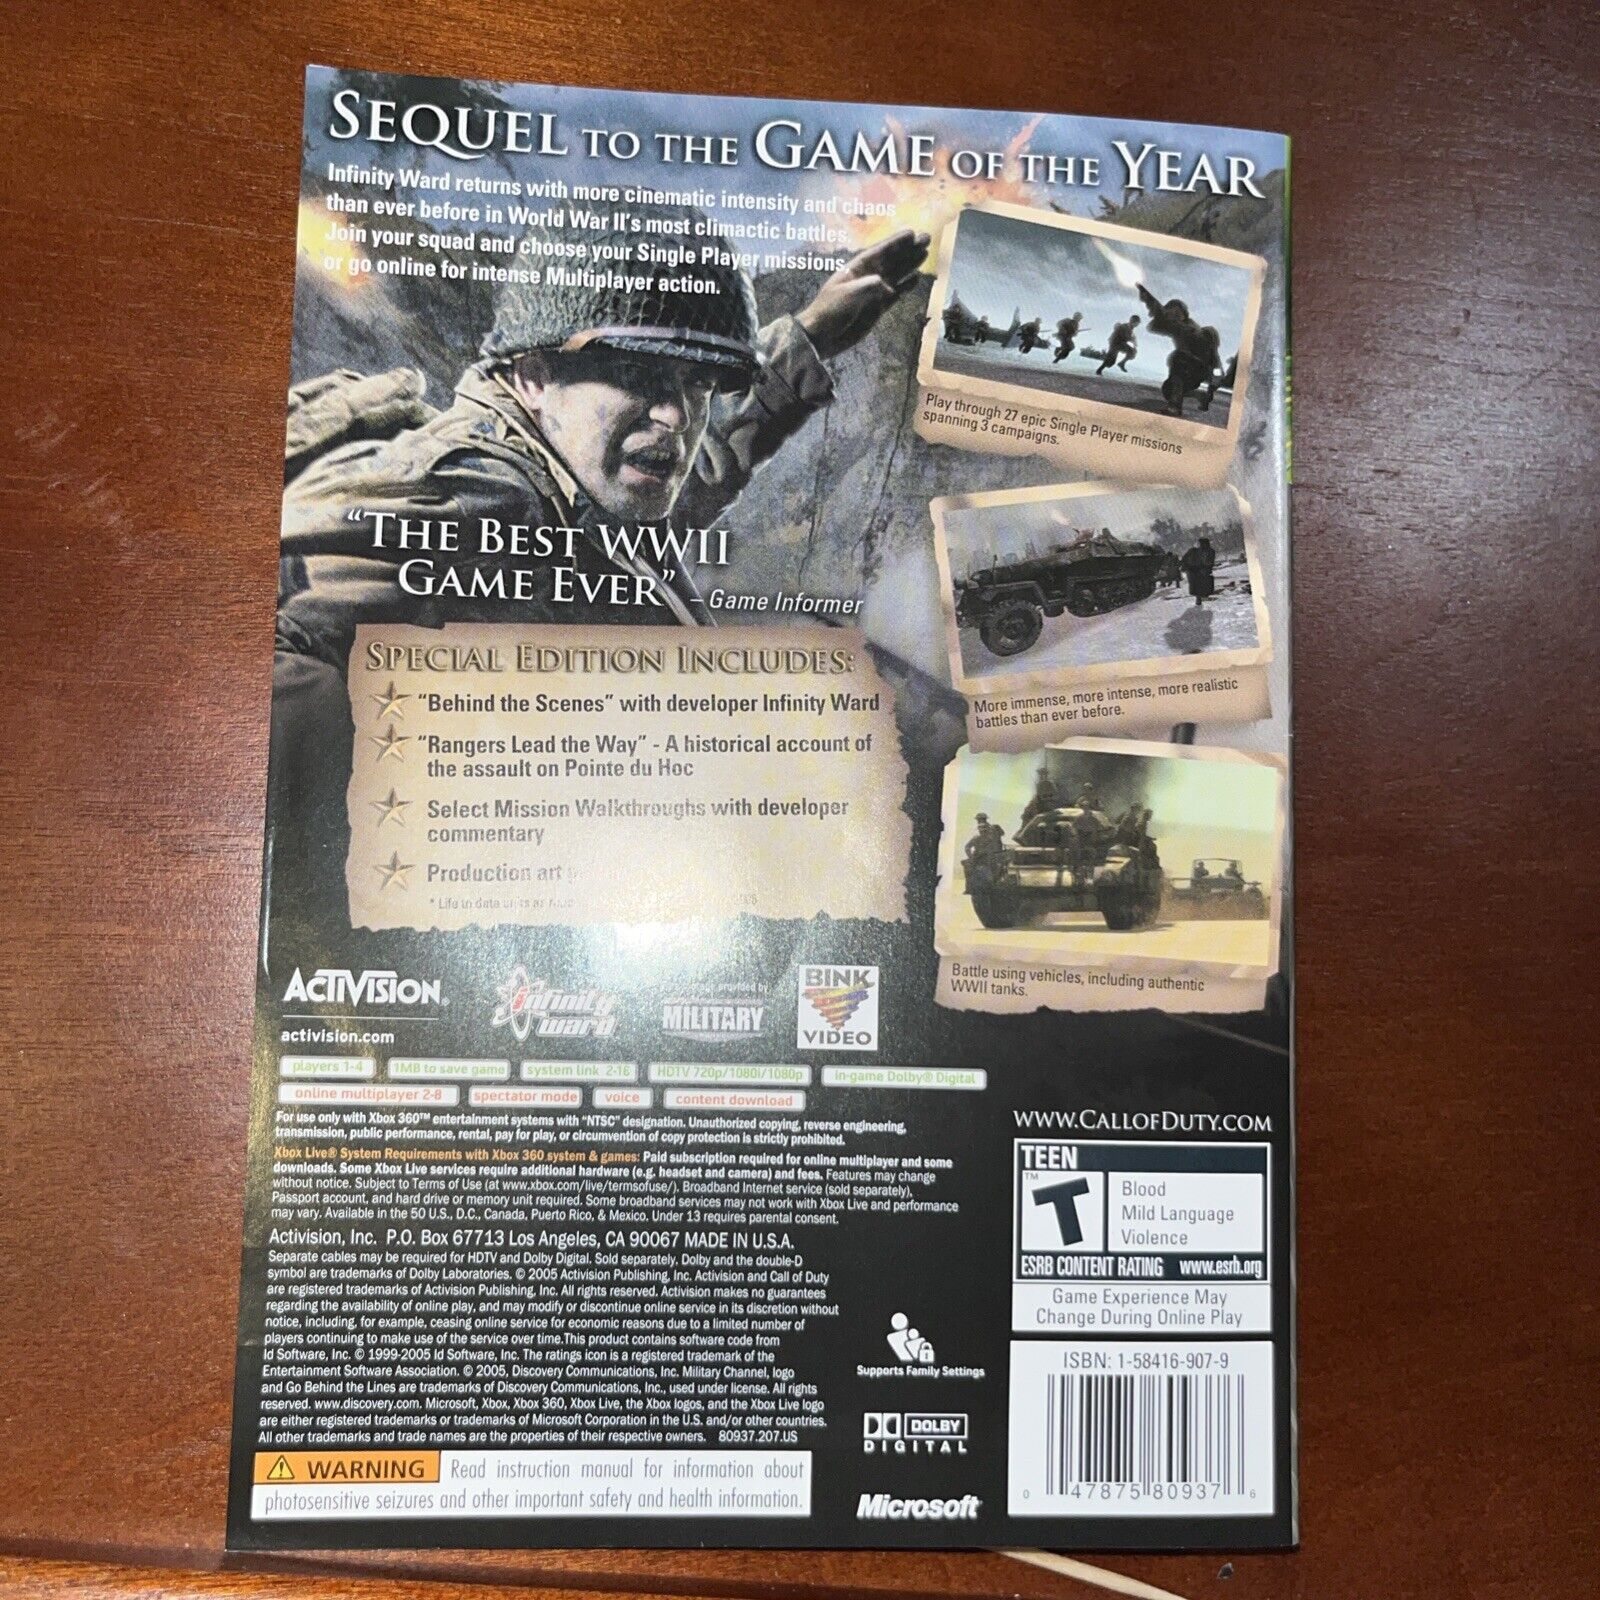 SEQUEL TO THE GAME OF THE YEAR
Infinity Ward returns with more cinematic intensity and chaos
than ever before in World War II's most climactic battles.
Join your squad and choose your Single Player missions,
or go online for intense Multiplayer action.
Play through 27 epic Single Player missions
spanning 3 campaigns.
"THE BEST WWII
GAME EVER"
– Game Informer
More immense, more intense, more realistic
battles than ever before.
SPECIAL EDITION INCLUDES:
"Behind the Scenes" with developer Infinity Ward
"Rangers Lead the Way" - A historical account of
the assault on Pointe du Hoc
Select Mission Walkthroughs with developer
commentary
Production art
Battle using vehicles, including authentic
WWII tanks.
ACTIVISION®
activision.com
Infinity
Ward
provided by
MILITARY
BINK
VIDEO
players 1-4
1MB to save game
system link 2-16
HDTV 720p/1080i/1080p
in-game Dolby® Digital
online multiplayer 2-8
spectator mode
voice
content download
For use only with Xbox 360™ entertainment systems with "NTSC" designation. Unauthorized copying, reverse engineering,
transmission, public performance, rental, pay for play, or circumvention of copy protection is strictly prohibited.
Xbox Live® System Requirements with Xbox 360 system & games: Paid subscription required for online multiplayer and some
downloads. Some Xbox Live services require additional hardware (e.g. headset and camera) and fees. Features may change
without notice. Subject to Terms of Use (at www.xbox.com/live/termsofuse/). Broadband Internet service (sold separately),
Passport account, and hard drive or memory unit required. Some broadband services may not work with Xbox Live and performance
may vary. Available in the 50 U.S., D.C., Canada, Puerto Rico, & Mexico. Under 13 requires parental consent.
Activision, Inc. P.O. Box 67713 Los Angeles, CA 90067 MADE IN U.S.A.
Separate cables may be required for HDTV and Dolby Digital. Sold separately. Dolby and the double-D
symbol are trademarks of Dolby Laboratories. © 2005 Activision Publishing, Inc. Activision and Call of Duty
are registered trademarks of Activision Publishing, Inc. All rights reserved. Activision makes no guarantees
regarding the availability of online play, and may modify or discontinue online service in its discretion without
notice, including, for example, ceasing online service for economic reasons due to a limited number of
players continuing to make use of the service over time.This product contains software code from
Id Software, Inc. © 1999-2005 Id Software, Inc. The ratings icon is a registered trademark of the
Entertainment Software Association. © 2005, Discovery Communications, Inc. Military Channel, logo
and Go Behind the Lines are trademarks of Discovery Communications, Inc., used under license. All rights
reserved. www.discovery.com. Microsoft, Xbox, Xbox 360, Xbox Live, the Xbox logos, and the Xbox Live logo
are either registered trademarks or trademarks of Microsoft Corporation in the U.S. and/or other countries.
All other trademarks and trade names are the properties of their respective owners. 80937.207.US
WARNING Read instruction manual for information about
photosensitive seizures and other important safety and health information.
Supports Family Settings
DOLBY
DIGITAL
Microsoft
WWW.CALLOFDUTY.COM
TEEN
T™
Blood
Mild Language
Violence
ESRB CONTENT RATING www.esrb.org
Game Experience May
Change During Online Play
ISBN: 1-58416-907-9
0 47875 80937 6